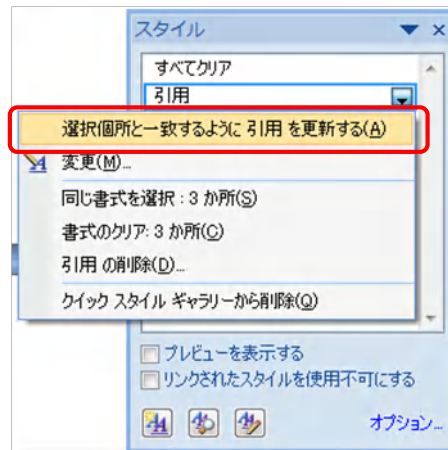 スタイル
すべてクリア
引用
選択個所と一致するように 引用 を更新する(A)
変更(M)...
同じ書式を選択 : 3 か所(S)
書式のクリア: 3 か所(C)
引用 の削除(D)...
クイック スタイル ギャラリーから削除(Q)
プレビューを表示する
リンクされたスタイルを使用不可にする
オプション...